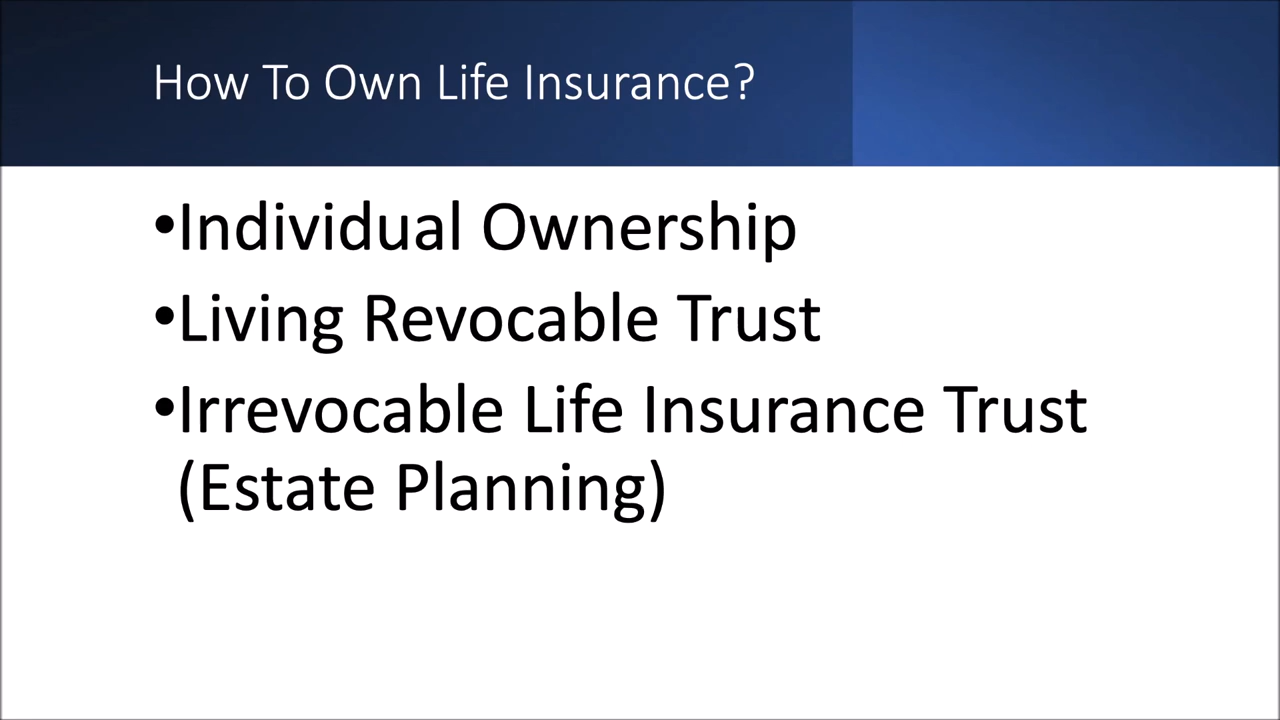 How To Own Life Insurance?
•Individual Ownership
•Living Revocable Trust
•Irrevocable Life Insurance Trust
(Estate Planning)